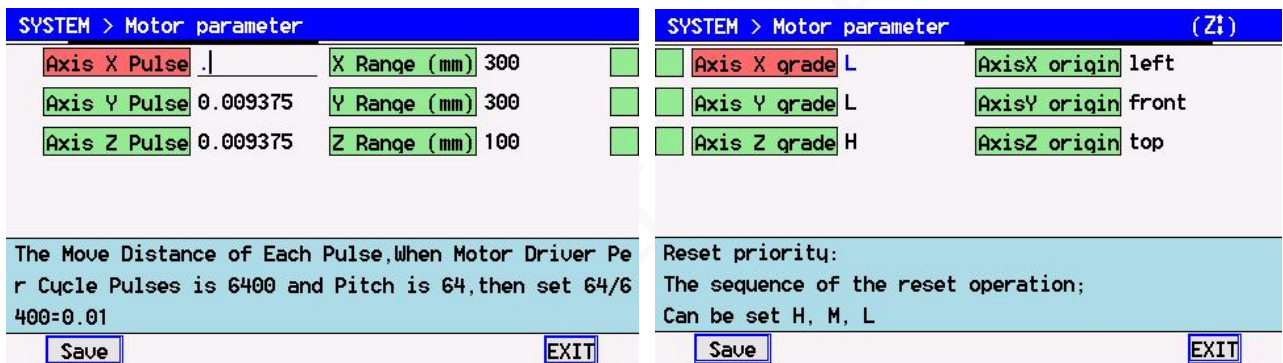 SYSTEM > Motor parameter
Axis X Pulse . X Range (mm) 300
Axis Y Pulse 0.009375 Y Range (mm) 300
Axis Z Pulse 0.009375 Z Range (mm) 100
The Move Distance of Each Pulse,When Motor Driver Pe
r Cycle Pulses is 6400 and Pitch is 64,then set 64/6
400=0.01
Save EXIT
SYSTEM > Motor parameter (Z↕)
Axis X grade L AxisX origin left
Axis Y grade L AxisY origin front
Axis Z grade H AxisZ origin top
Reset priority:
The sequence of the reset operation;
Can be set H, M, L
Save EXIT